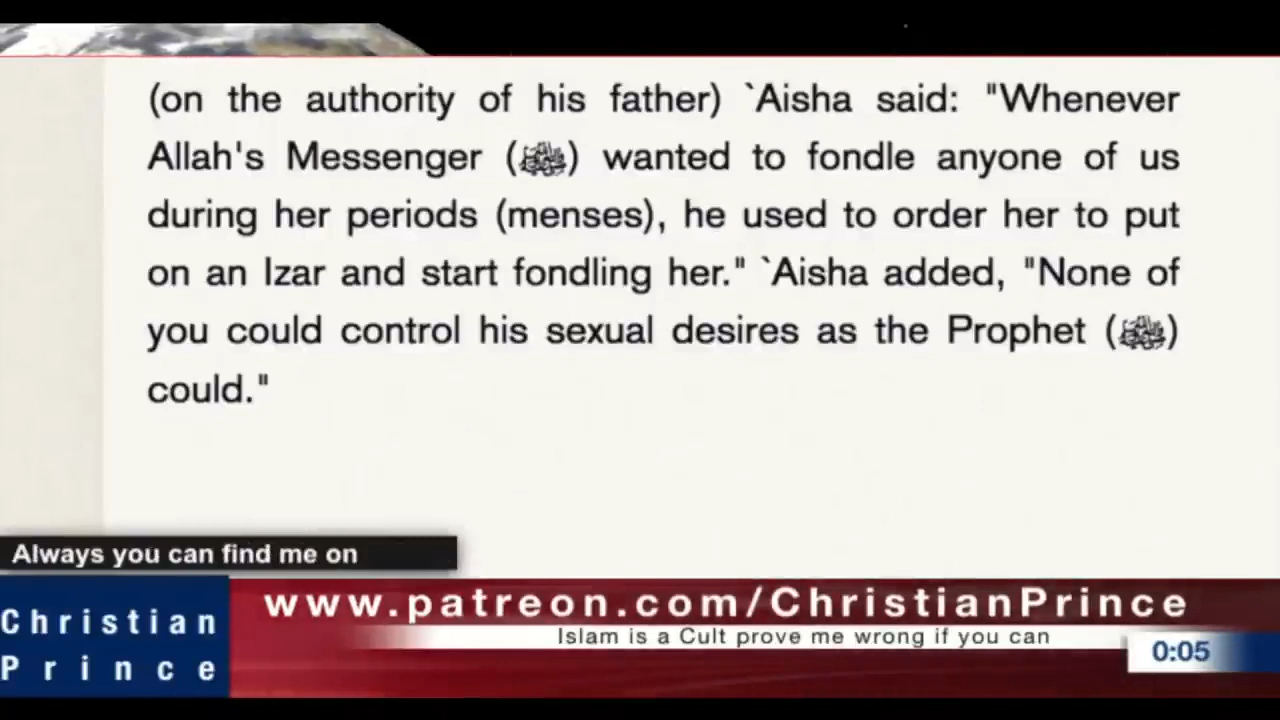 (on the authority of his father) `Aisha said: "Whenever
Allah's Messenger (ﷺ) wanted to fondle anyone of us
during her periods (menses), he used to order her to put
on an Izar and start fondling her." `Aisha added, "None of
you could control his sexual desires as the Prophet (ﷺ)
could."
Always you can find me on
www.patreon.com/ChristianPrince
Islam is a Cult prove me wrong if you can
Christian
Prince
0:05